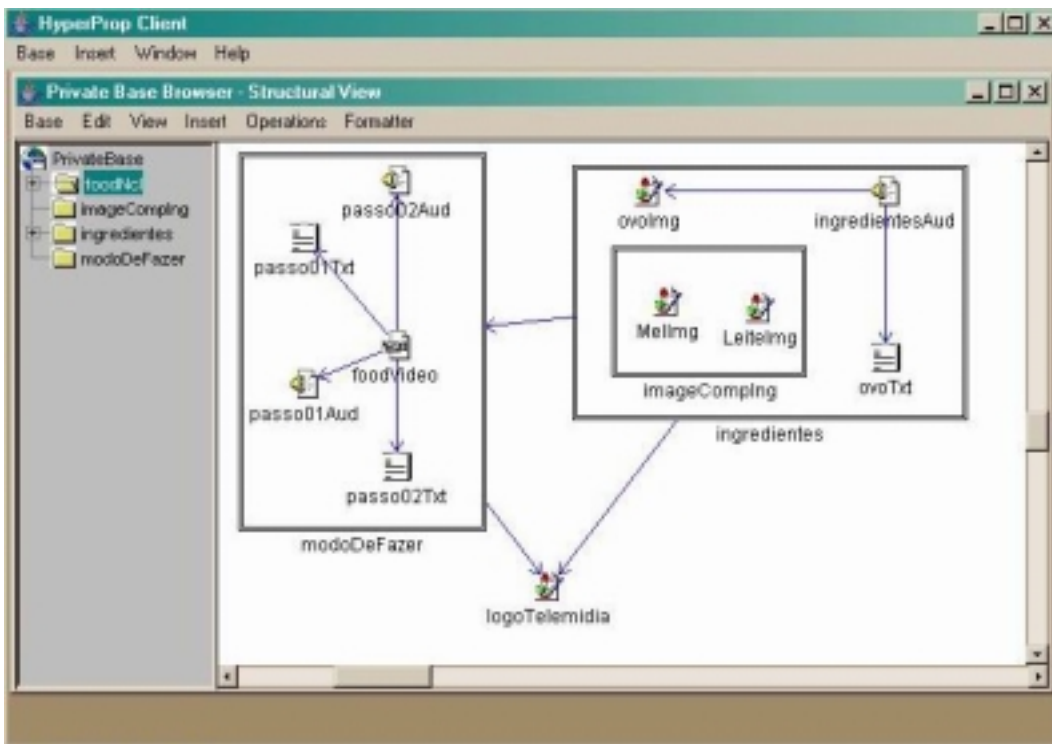 HyperProp Client
Base Insert Window Help
Private Base Browser - Structural View
Base Edit View Insert Operations Formatter
PrivateBase
foodNcl
imageCompIng
ingredientes
modoDeFazer
passo02Aud
passo01Txt
foodVideo
passo01Aud
passo02Txt
modoDeFazer
ovoImg
ingredientesAud
MelImg
LeiteImg
imageCompIng
ovoTxt
ingredientes
logoTelemidia